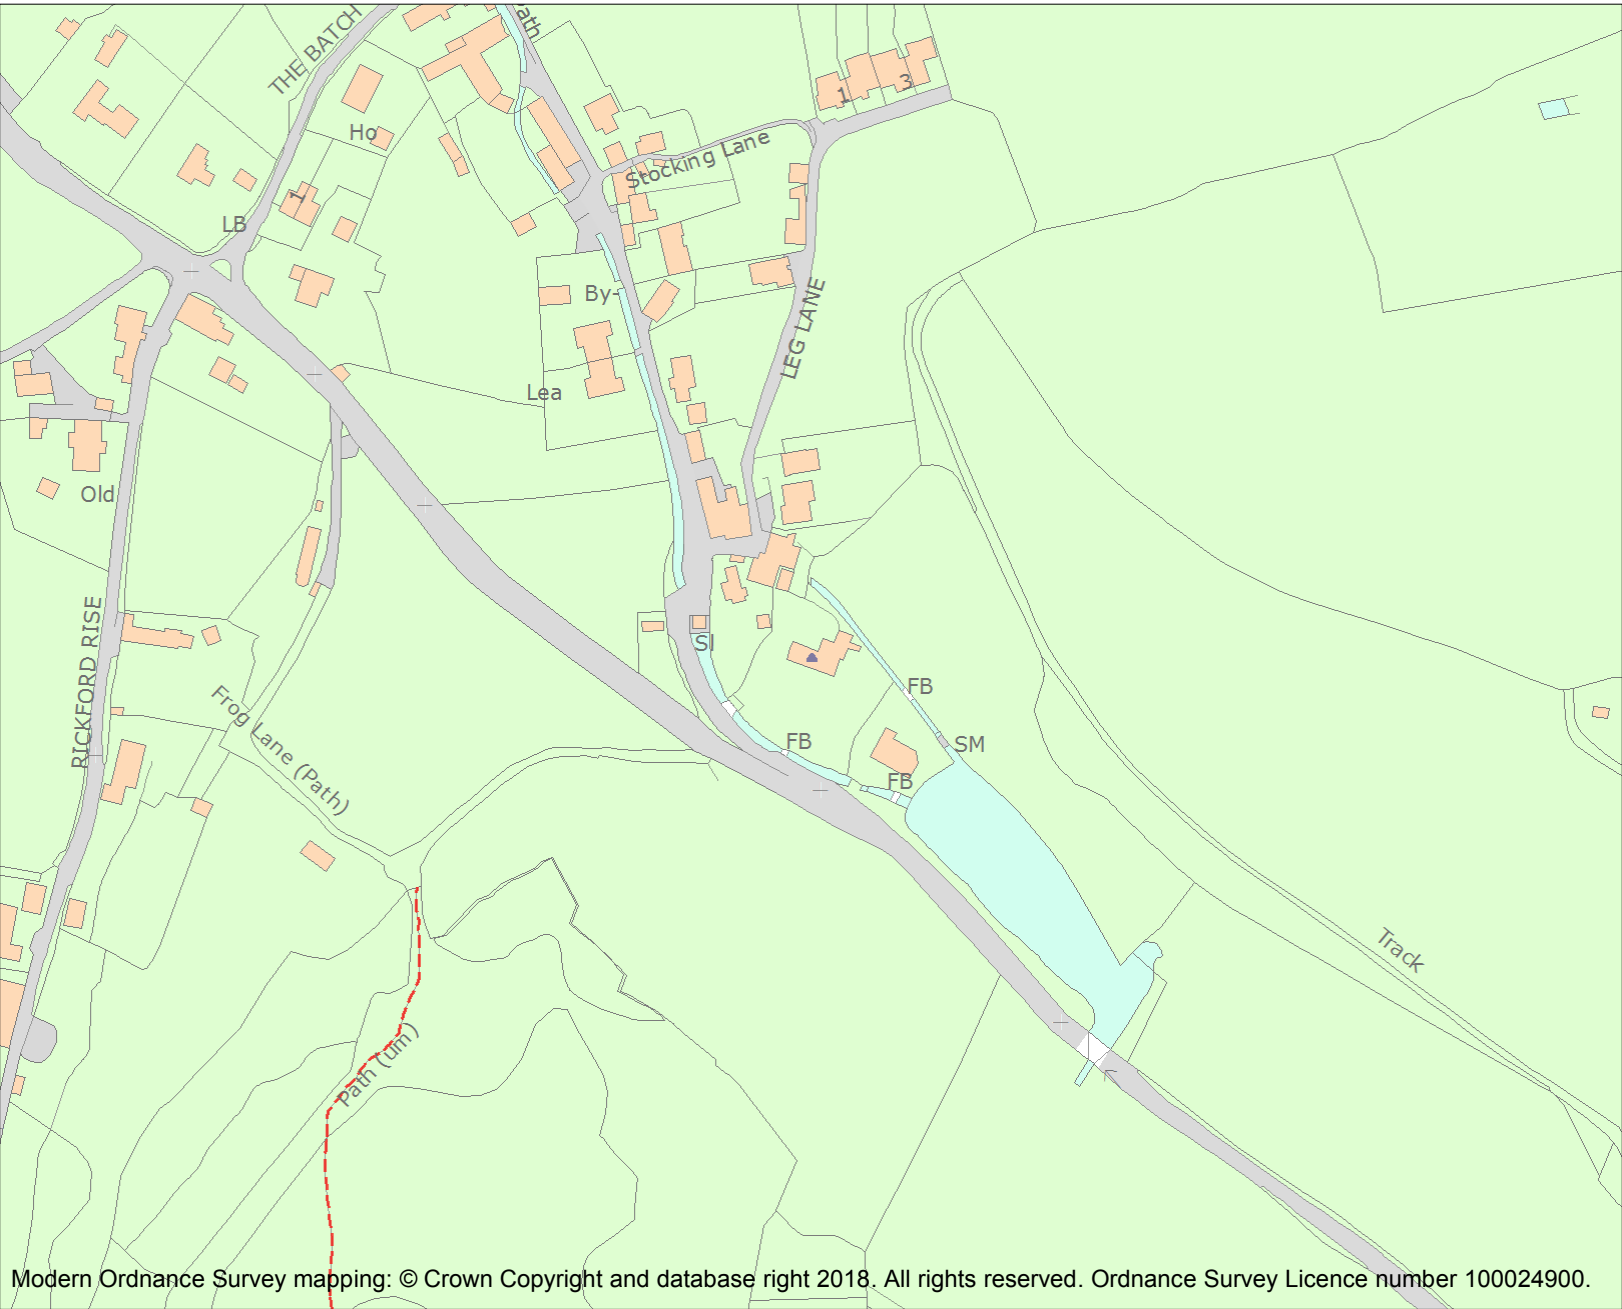 Path
THE BATCH
1
3
Ho
Stocking Lane
1
LB
By-
LEG LANE
Lea
Old
RICKFORD RISE
Sl
FB
Frog Lane (Path)
FB
SM
FB
Track
Path (um)
Modern Ordnance Survey mapping: © Crown Copyright and database right 2018. All rights reserved. Ordnance Survey Licence number 100024900.